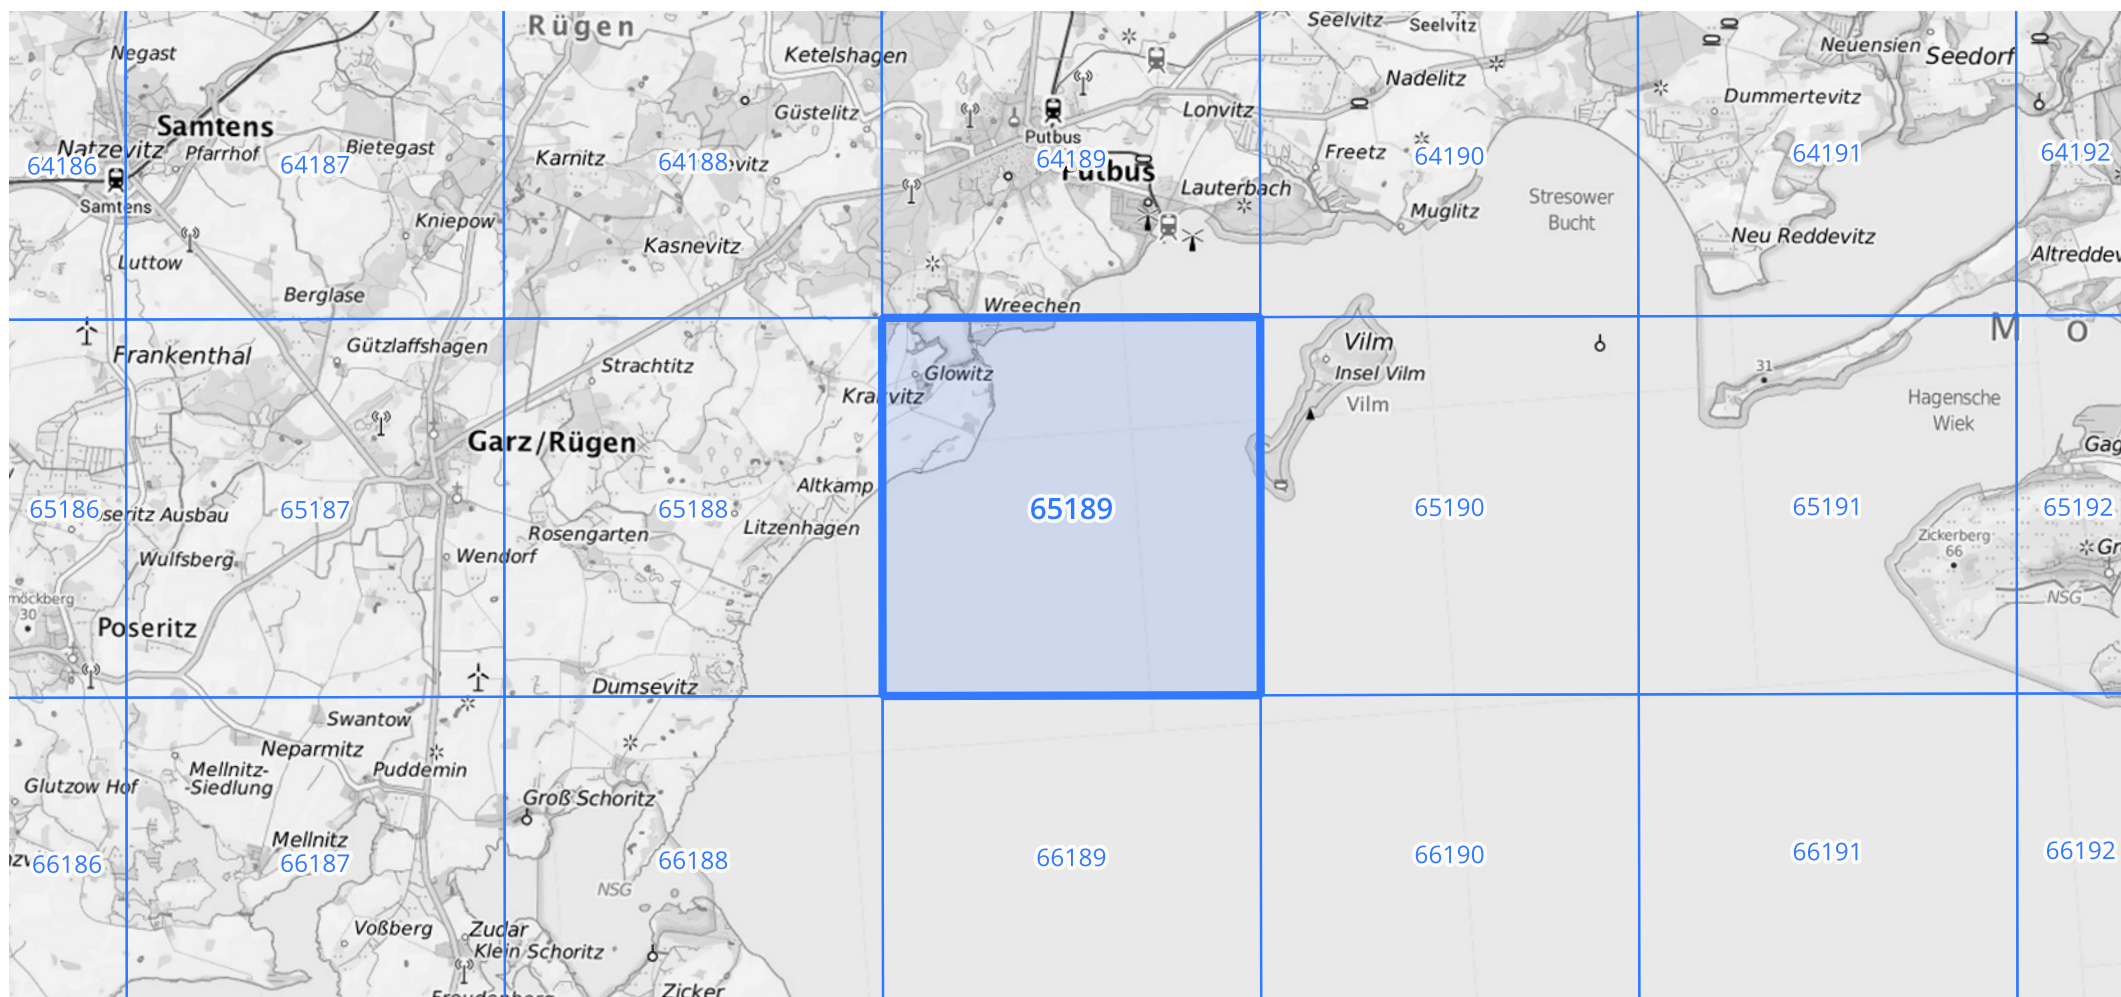 Rügen
Seelvitz
Seelvitz
Negast
Ketelshagen
Neuensien
Seedorf
Nadelitz
Dummertevitz
Samtens
Güstelitz
Lonvitz
Putbus
Natzevitz
Pfarrhof
Bietegast
Karnitz
Freetz
64186
64187
64188
64189
64190
64191
64192
Putbus
Lauterbach
Samtens
Kniepow
Muglitz
Stresower
Bucht
Kasnevitz
Neu Reddevitz
Luttow
Berglase
Wreechen
M ö
Frankenthal
Gützlaffshagen
Strachtitz
Glowitz
Vilm
Insel Vilm
31
Vilm
Hagensche
Wiek
Garz/Rügen
Altkamp
65186
65187
65188
65189
65190
65191
65192
Litzenhagen
Rosengarten
Wulfsberg
Wendorf
Zickerberg
66
30
NSG
Poseritz
Dumsevitz
Swantow
Neparmitz
Mellnitz-
-Siedlung
Puddemin
Glutzow Hof
Groß Schoritz
Mellnitz
66186
66187
66188
66189
66190
66191
66192
NSG
Voßberg
Zudar
Klein Schoritz
Zicker